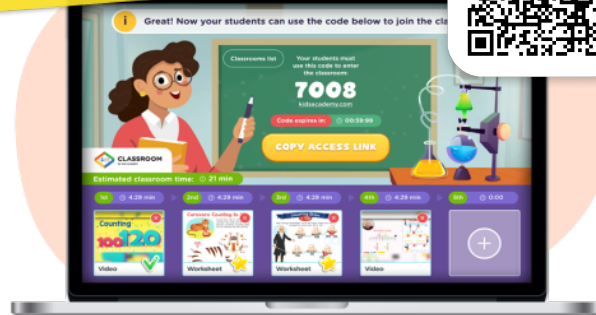 Great! Now your students can use the code below to join the cla
Classrooms list
Your students must
use this code to enter
the classroom
7008
kidsacademy.com
Code expires in:
00:59:99
COPY ACCESS LINK
CLASSROOM
Estimated classroom time: 21 min
1st 4:29 min
2nd 4:29 min
3rd 4:29 min
4th 4:29 min
5th 0:00
Counting
100 120
Carnivore Counting
Video
Worksheet
Worksheet
Video